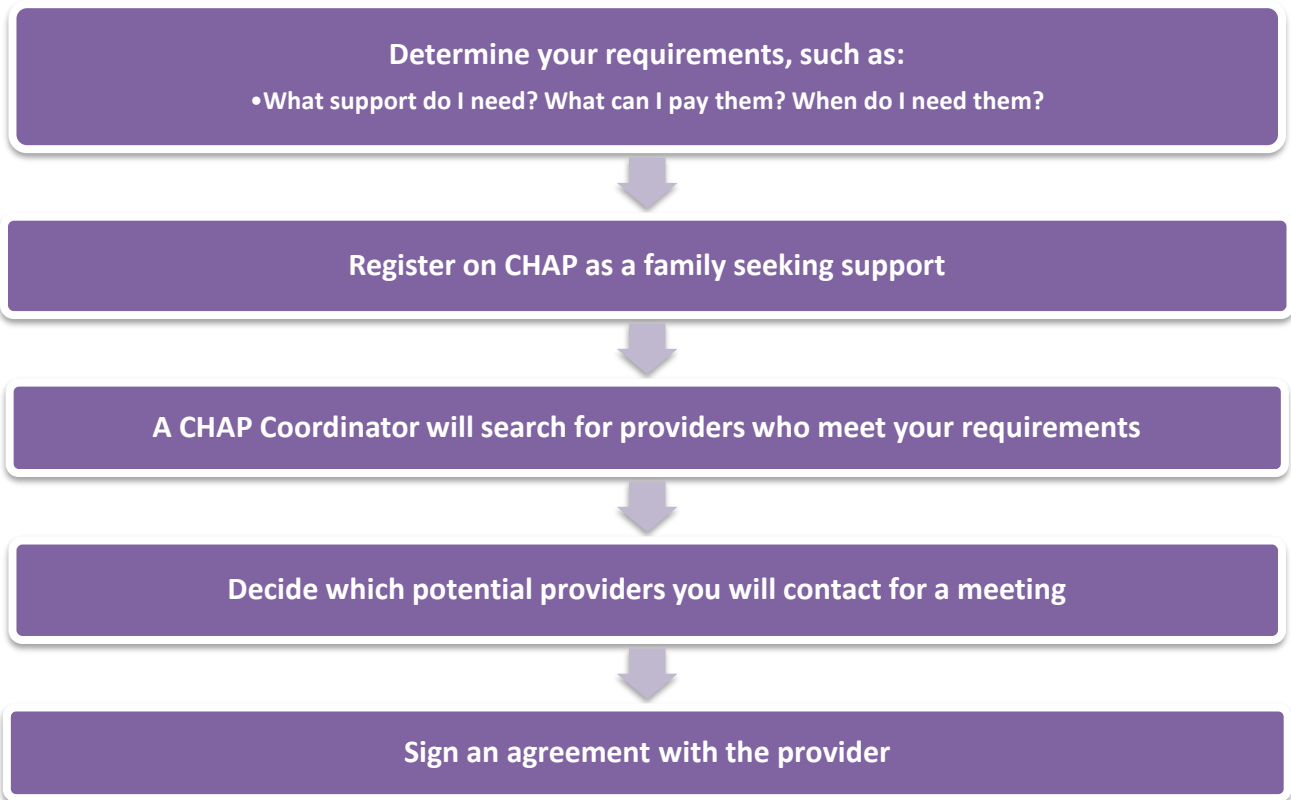 Determine your requirements, such as:
•What support do I need? What can I pay them? When do I need them?
Register on CHAP as a family seeking support
A CHAP Coordinator will search for providers who meet your requirements
Decide which potential providers you will contact for a meeting
Sign an agreement with the provider